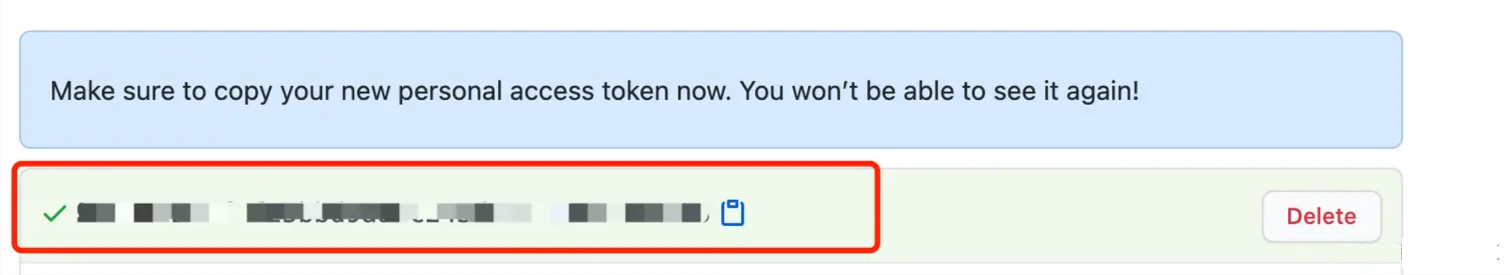 Make sure to copy your new personal access token now. You won’t be able to see it again!
Delete